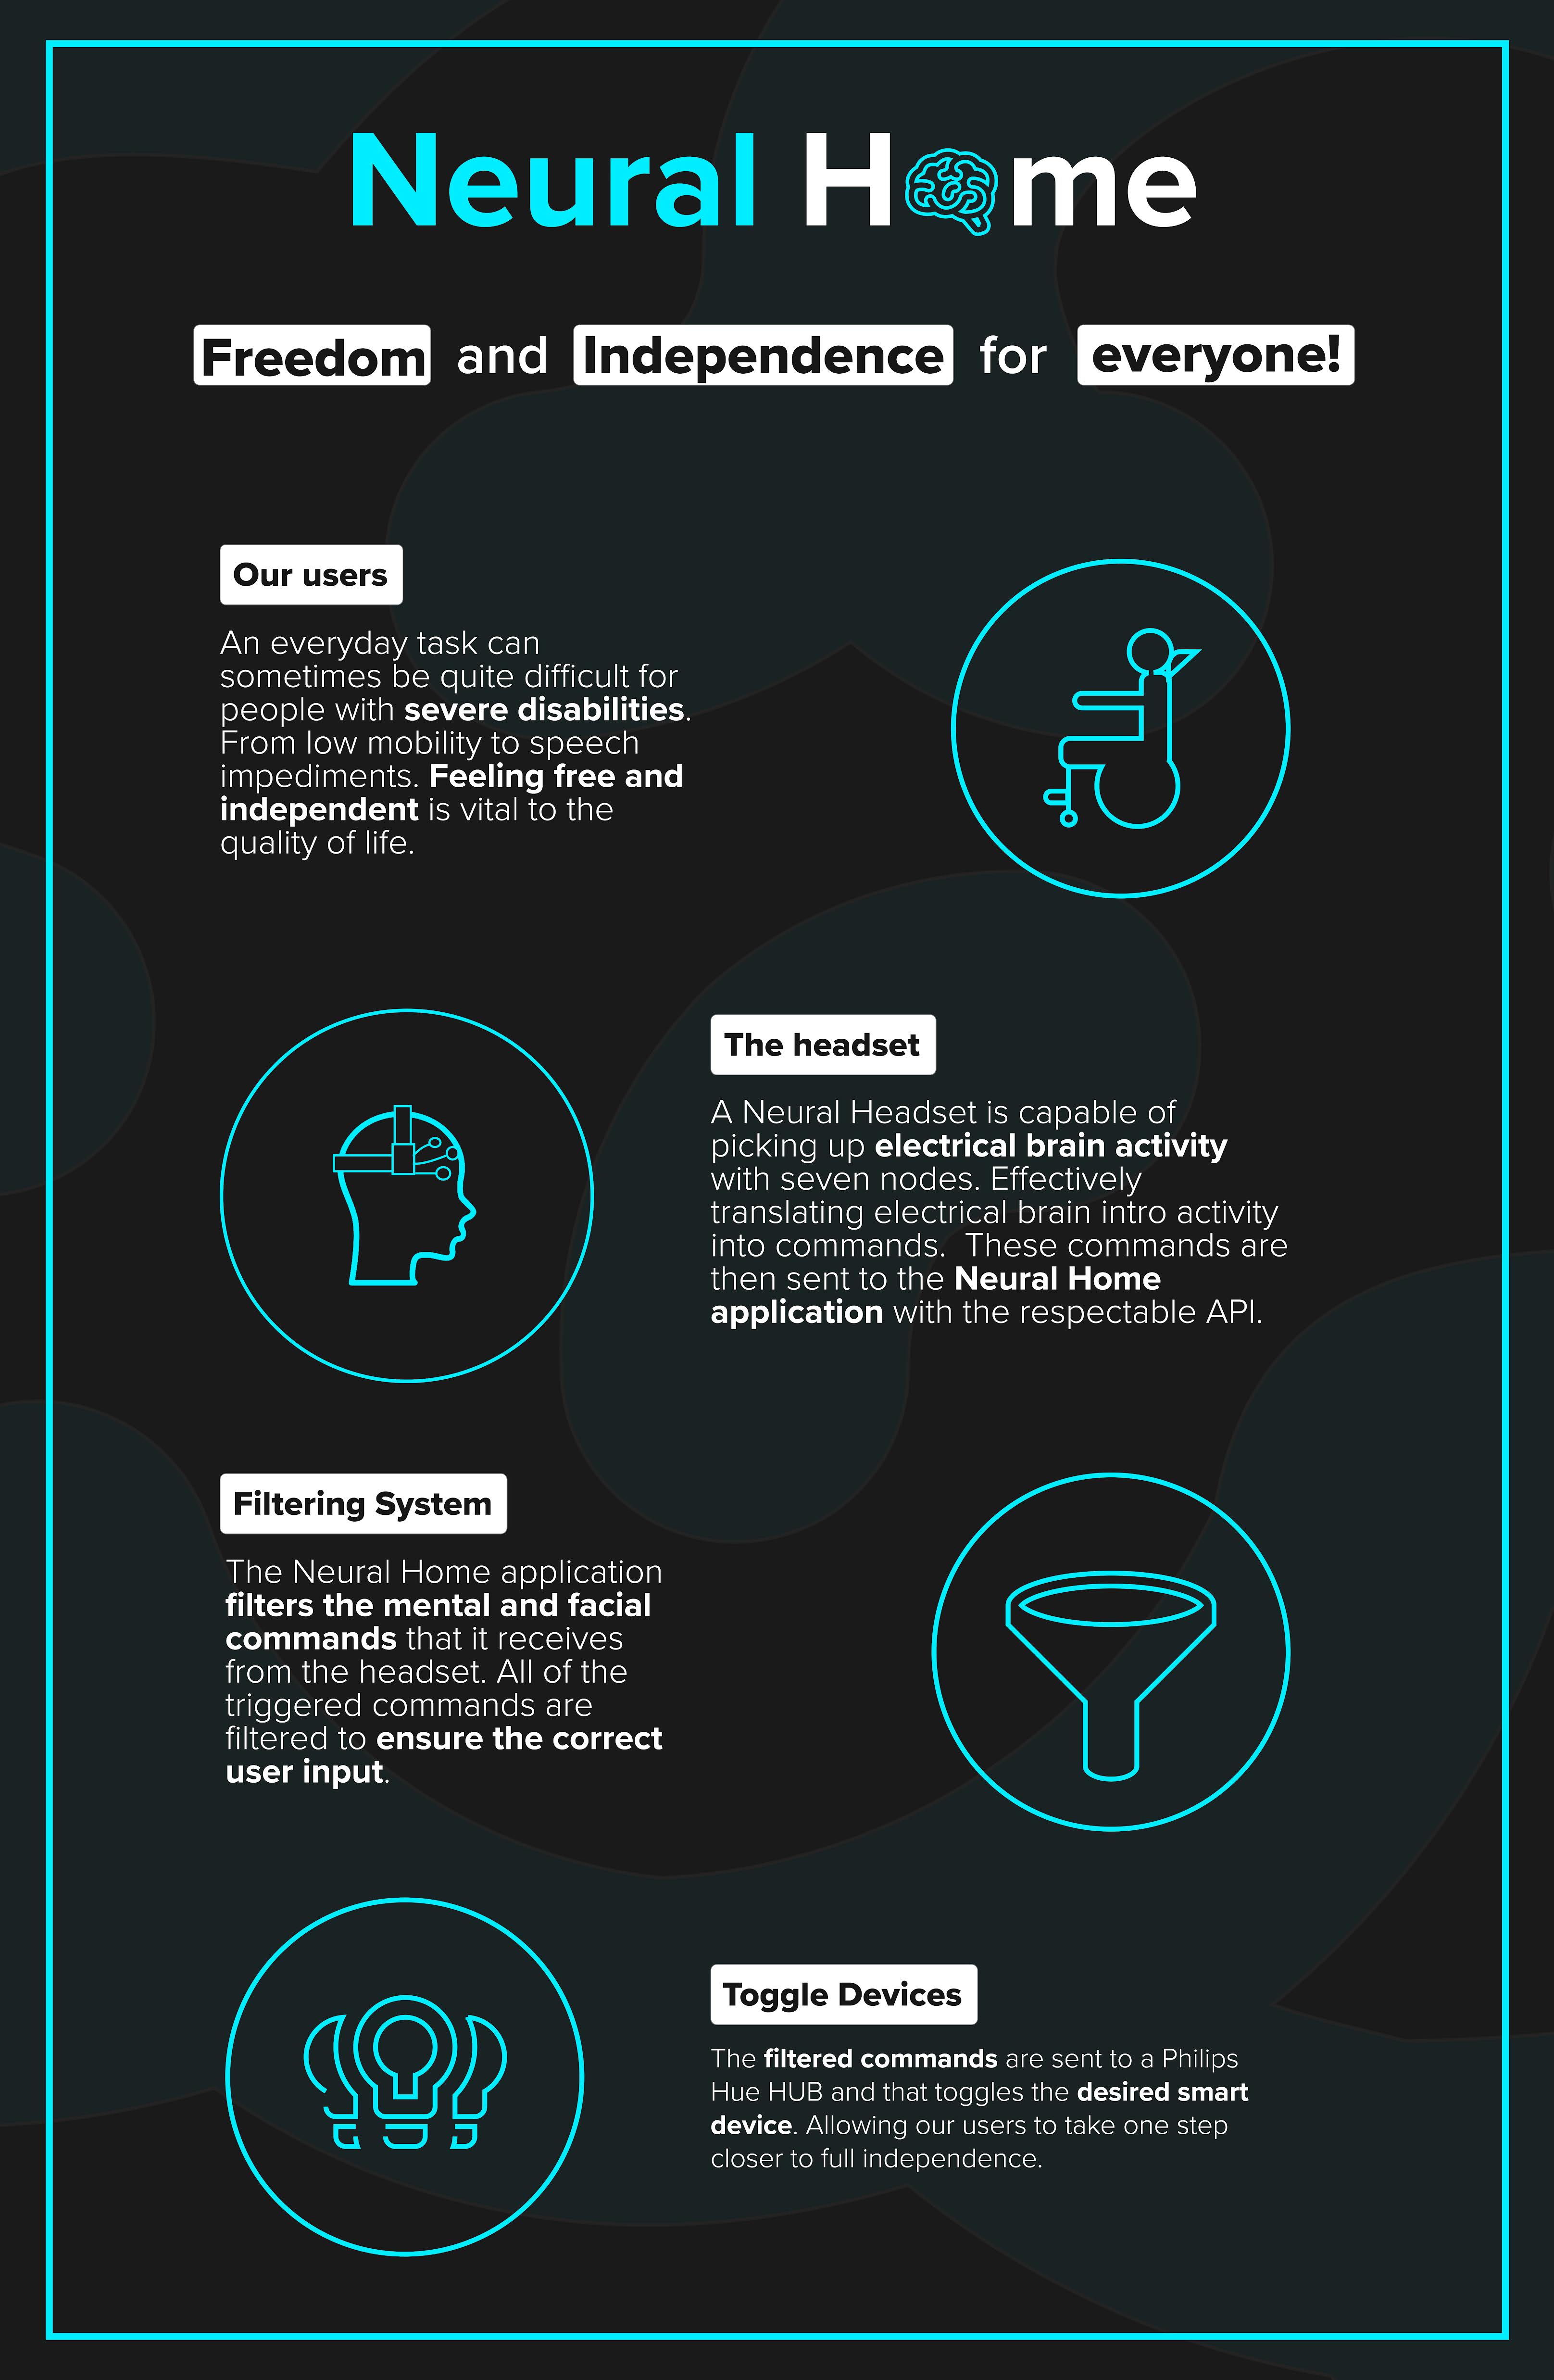 Neural Home
Freedom and Independence for everyone!
Our users
An everyday task can
sometimes be quite difficult for
people with severe disabilities.
From low mobility to speech
impediments. Feeling free and
independent is vital to the
quality of life.
The headset
A Neural Headset is capable of
picking up electrical brain activity
with seven nodes. Effectively
translating electrical brain intro activity
into commands.  These commands are
then sent to the Neural Home
application with the respectable API.
Filtering System
The Neural Home application
filters the mental and facial
commands that it receives
from the headset. All of the
triggered commands are
filtered to ensure the correct
user input.
Toggle Devices
The filtered commands are sent to a Philips
Hue HUB and that toggles the desired smart
device. Allowing our users to take one step
closer to full independence.